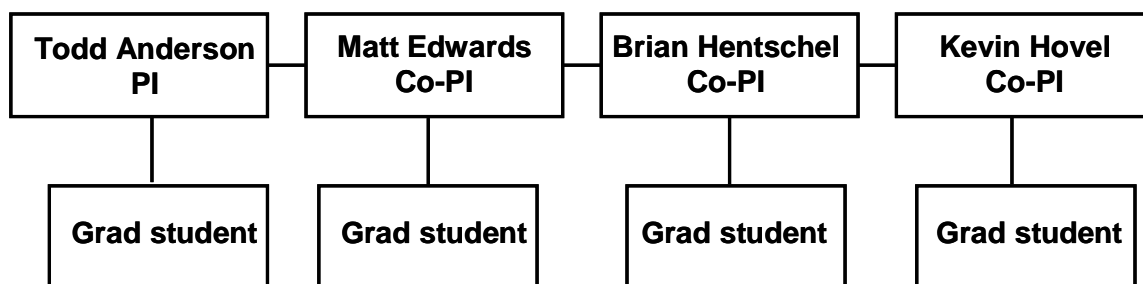 Todd Anderson
PI
Matt Edwards
Co-PI
Brian Hentschel
Co-PI
Kevin Hovel
Co-PI
Grad student
Grad student
Grad student
Grad student